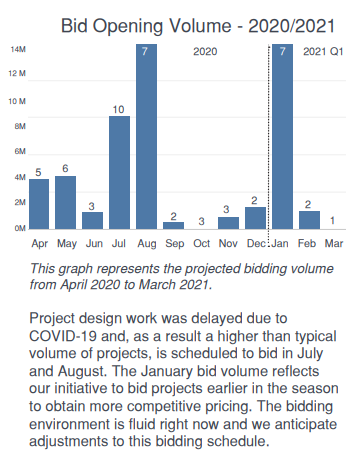 Bid Opening Volume - 2020/2021
14M
7
2020
7
2021 Q1
12 M
10 M
10
8M
6M
5
6
4M
3
2
3
3
2
2
1
2M
0M
Apr May Jun Jul Aug Sep Oct Nov Dec Jan Feb Mar
This graph represents the projected bidding volume
from April 2020 to March 2021.
Project design work was delayed due to
COVID-19 and, as a result a higher than typical
volume of projects, is scheduled to bid in July
and August. The January bid volume reflects
our initiative to bid projects earlier in the season
to obtain more competitive pricing. The bidding
environment is fluid right now and we anticipate
adjustments to this bidding schedule.